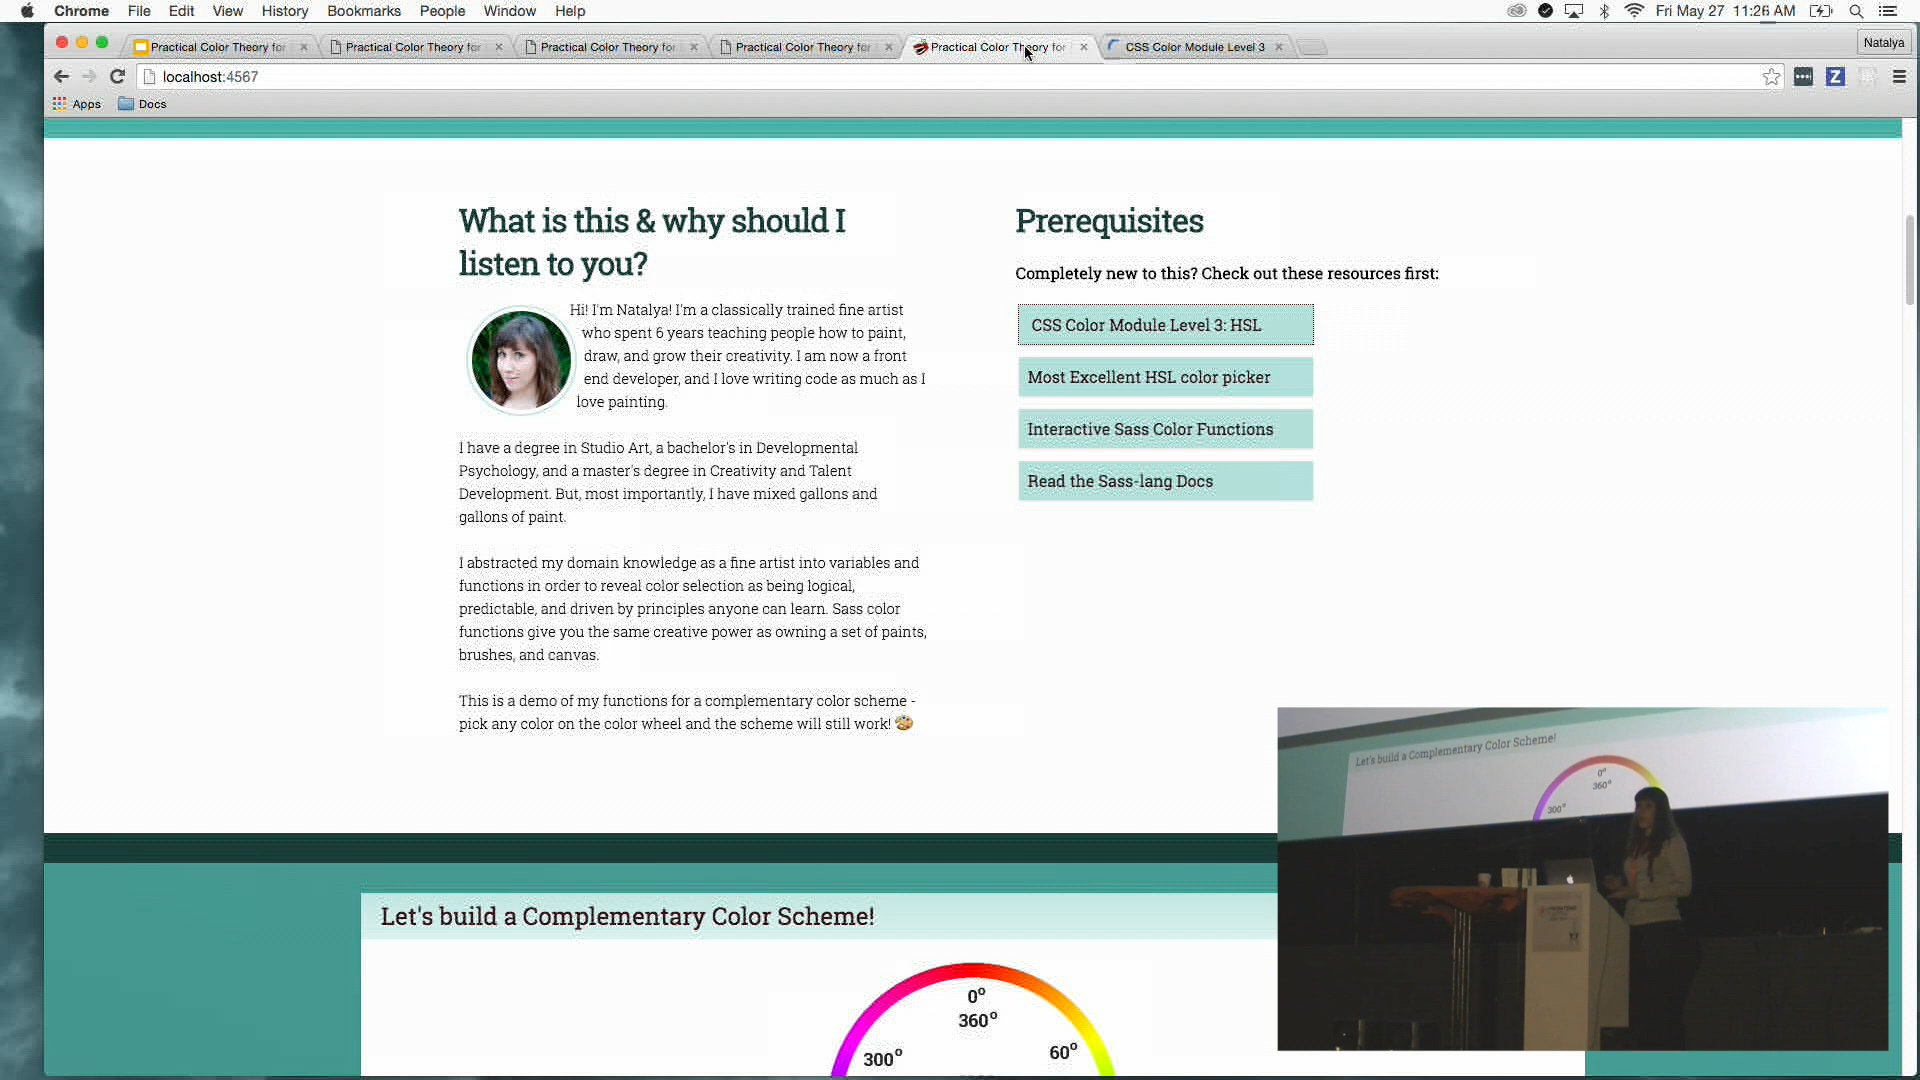 Chrome File Edit View History Bookmarks People Window Help
Fri May 27 11:26 AM
Practical Color Theory for
Practical Color Theory for
Practical Color Theory for
Practical Color Theory for
Practical Color Theory for
CSS Color Module Level 3
Natalya
localhost:4567
Z
Apps Docs
What is this & why should I
listen to you?
Hi! I'm Natalya! I'm a classically trained fine artist
who spent 6 years teaching people how to paint,
draw, and grow their creativity. I am now a front
end developer, and I love writing code as much as I
love painting.
I have a degree in Studio Art, a bachelor's in Developmental
Psychology, and a master's degree in Creativity and Talent
Development. But, most importantly, I have mixed gallons and
gallons of paint.
I abstracted my domain knowledge as a fine artist into variables and
functions in order to reveal color selection as being logical,
predictable, and driven by principles anyone can learn. Sass color
functions give you the same creative power as owning a set of paints,
brushes, and canvas.
This is a demo of my functions for a complementary color scheme -
pick any color on the color wheel and the scheme will still work! 🎨
Prerequisites
Completely new to this? Check out these resources first:
CSS Color Module Level 3: HSL
Most Excellent HSL color picker
Interactive Sass Color Functions
Read the Sass-lang Docs
Let's build a Complementary Color Scheme!
0º
360º
300º
60º
Let's build a Complementary Color Scheme!
0º
360º
300º